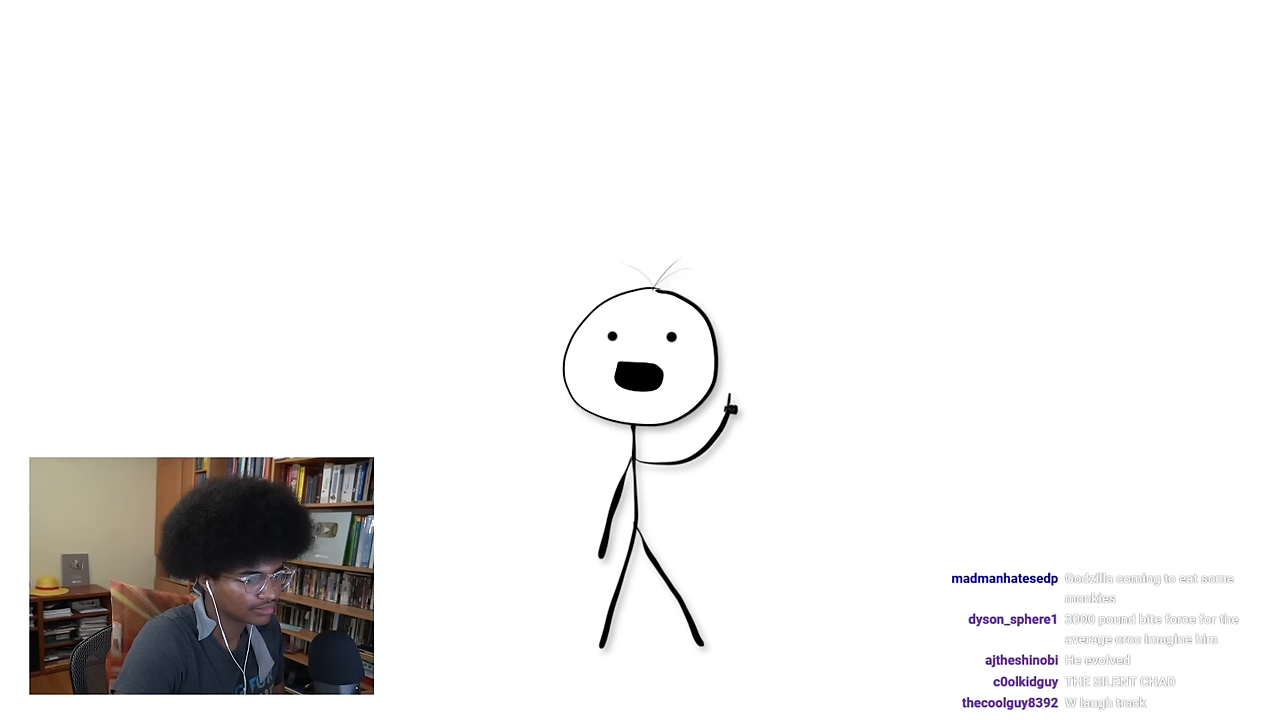 madmanhatesedp Godzilla coming to eat some
monkies
dyson_sphere1 3000 pound bite force for the
average croc imagine him
ajtheshinobi He evolved
c0olkidguy THE SILENT CHAD
thecoolguy8392 W laugh track